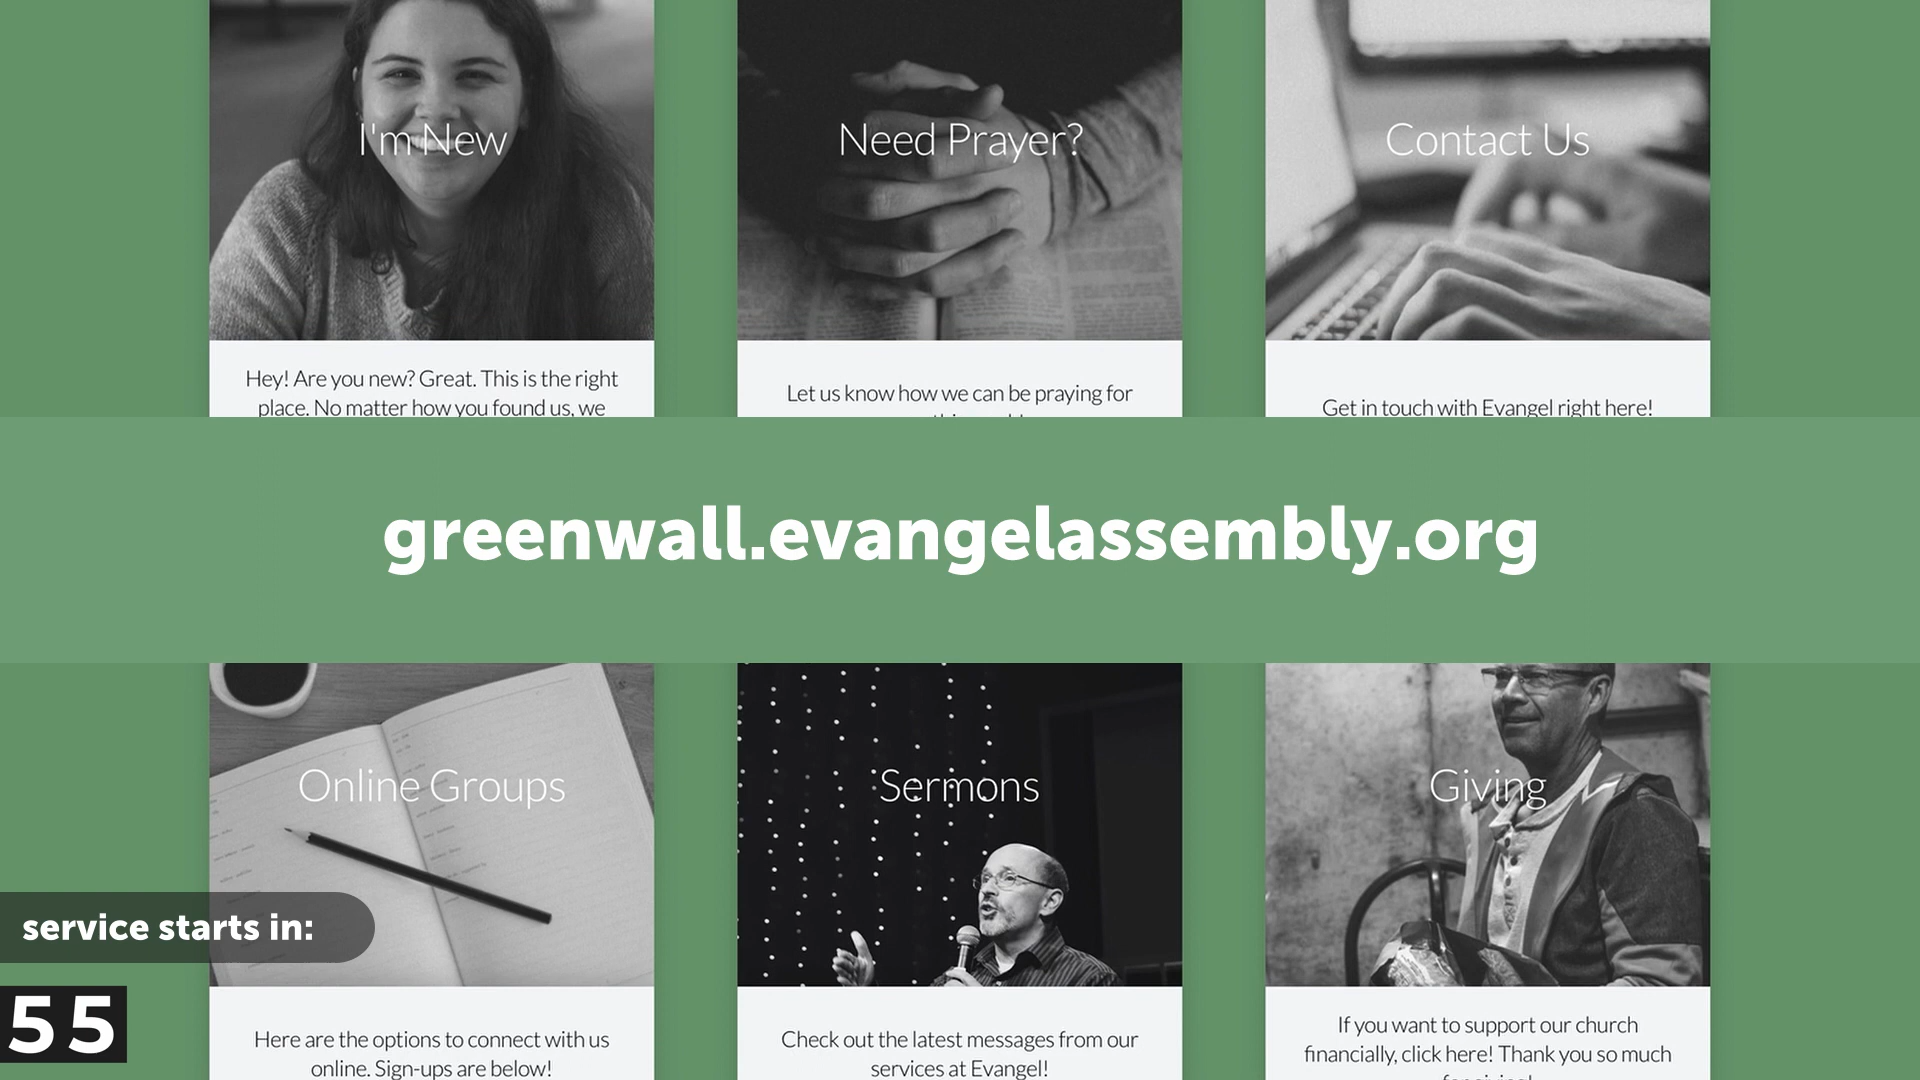 I'm New
Need Prayer?
Contact Us
Hey! Are you new? Great. This is the right
place. No matter how you found us, we
Let us know how we can be praying for
Get in touch with Evangel right here!
greenwall.evangelassembly.org
Online Groups
Sermons
Giving
service starts in:
55
Here are the options to connect with us
online. Sign-ups are below!
Check out the latest messages from our
services at Evangel!
If you want to support our church
financially, click here! Thank you so much